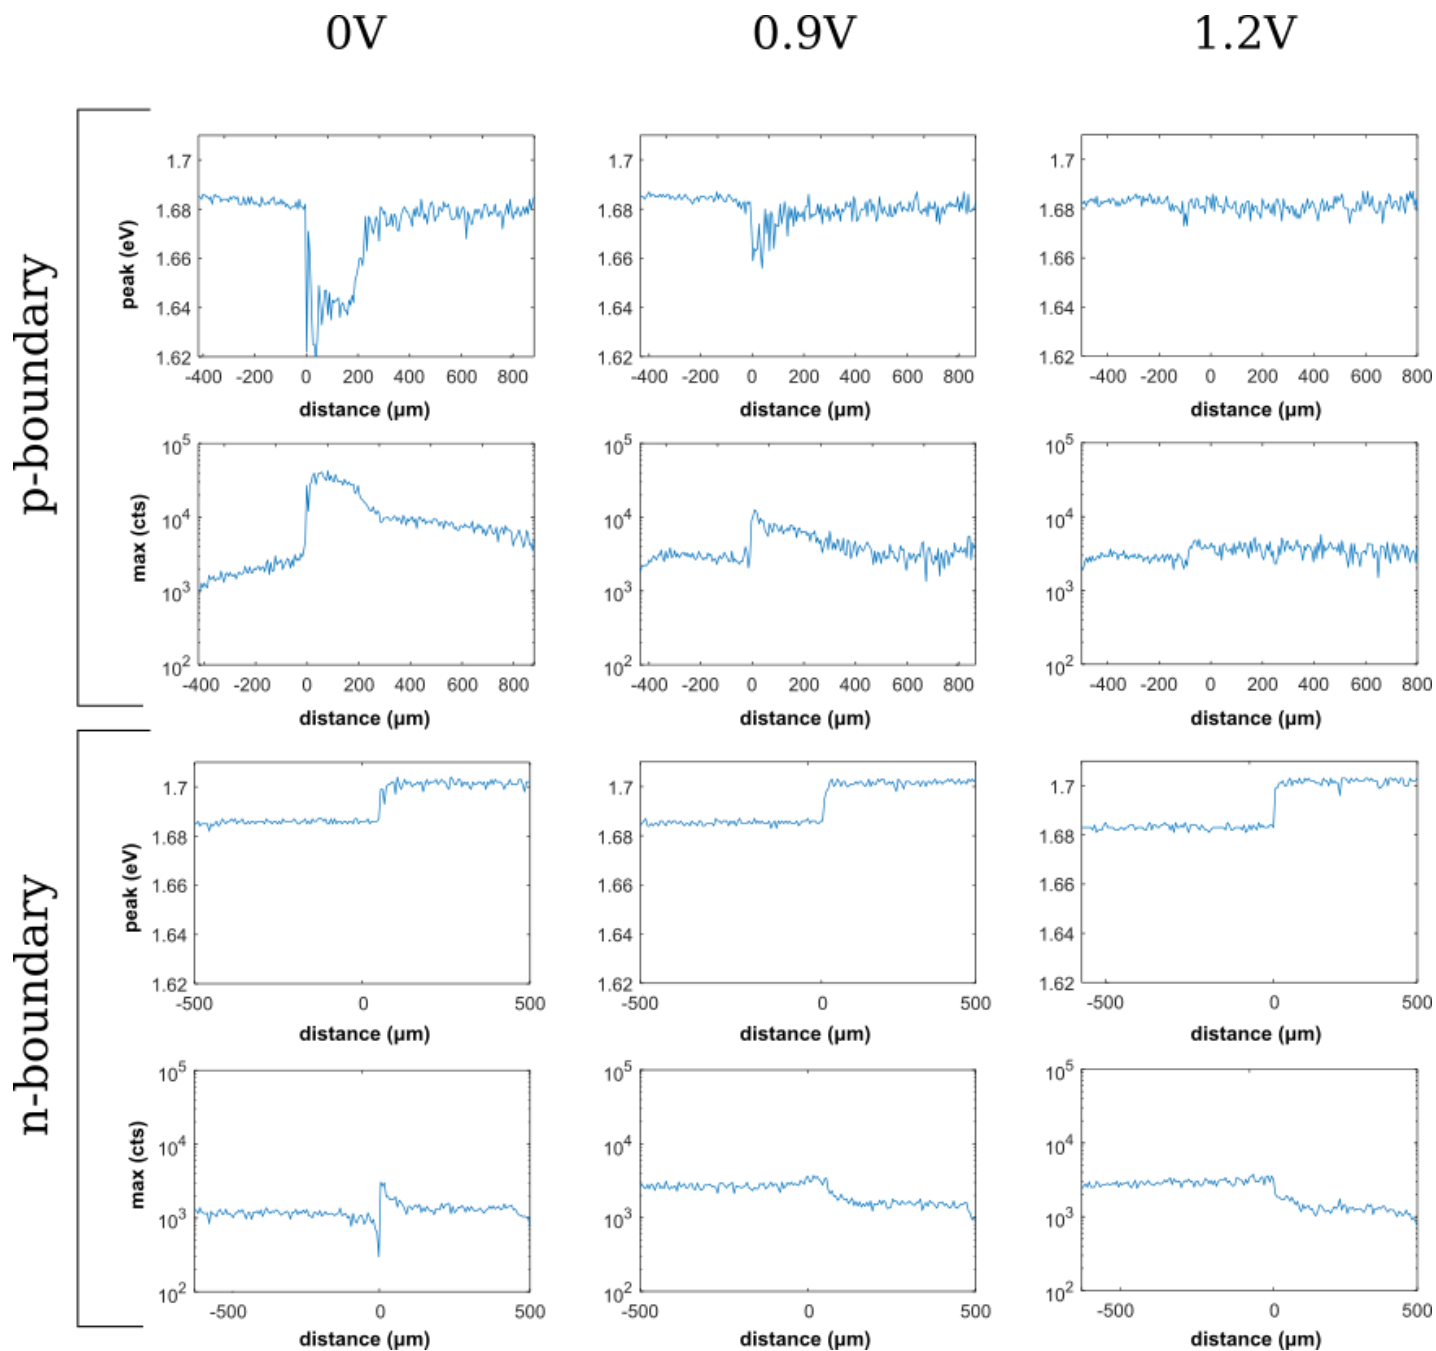 0V 0.9V 1.2V
p-boundary
peak (eV)
1.7 1.7 1.7
1.68 1.68 1.68
1.66 1.66 1.66
1.64 1.64 1.64
1.62 1.62 1.62
-400 -200 0 200 400 600 800 -400 -200 0 200 400 600 800 -400 -200 0 200 400 600 800
distance (µm) distance (µm) distance (µm)
max (cts)
10^5 10^5 10^5
10^4 10^4 10^4
10^3 10^3 10^3
10^2 10^2 10^2
-400 -200 0 200 400 600 800 -400 -200 0 200 400 600 800 -400 -200 0 200 400 600 800
distance (µm) distance (µm) distance (µm)
n-boundary
peak (eV)
1.7 1.7 1.7
1.68 1.68 1.68
1.66 1.66 1.66
1.64 1.64 1.64
1.62 1.62 1.62
-500 0 500 -500 0 500 -500 0 500
distance (µm) distance (µm) distance (µm)
max (cts)
10^5 10^5 10^5
10^4 10^4 10^4
10^3 10^3 10^3
10^2 10^2 10^2
-500 0 500 -500 0 500 -500 0 500
distance (µm) distance (µm) distance (µm)